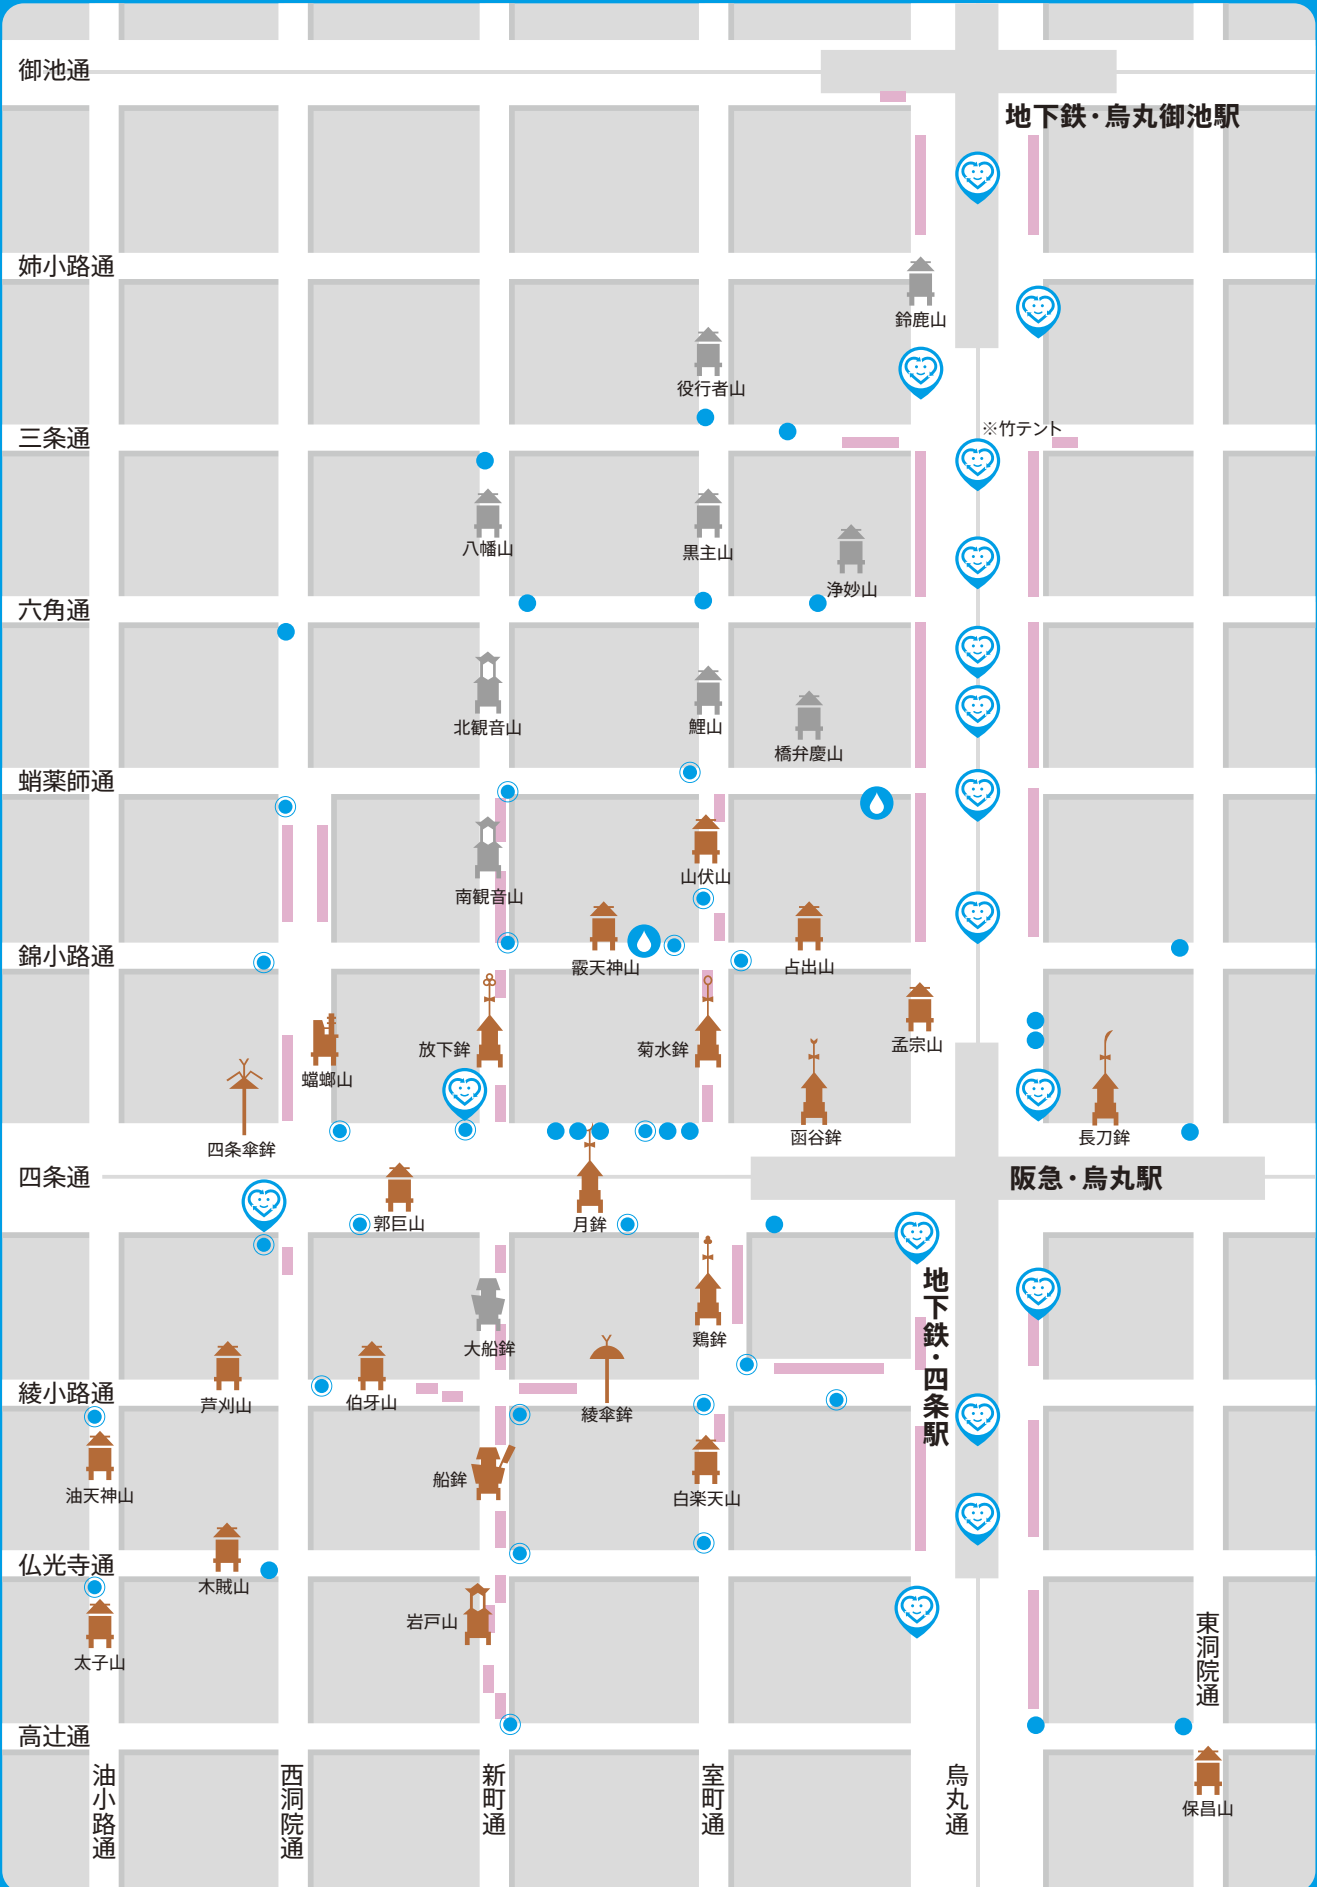 御池通
地下鉄・烏丸御池駅
姉小路通
鈴鹿山
役行者山
※竹テント
三条通
八幡山
黒主山
浄妙山
六角通
北観音山
鯉山
橋弁慶山
蛸薬師通
山伏山
南観音山
錦小路通
霰天神山
占出山
放下鉾
菊水鉾
孟宗山
蟷螂山
四条傘鉾
函谷鉾
長刀鉾
四条通
阪急・烏丸駅
郭巨山
月鉾
地下鉄・四条駅
鶏鉾
大船鉾
綾小路通
芦刈山
伯牙山
綾傘鉾
船鉾
油天神山
白楽天山
仏光寺通
木賊山
岩戸山
太子山
東洞院通
高辻通
油小路通
西洞院通
新町通
室町通
烏丸通
保昌山